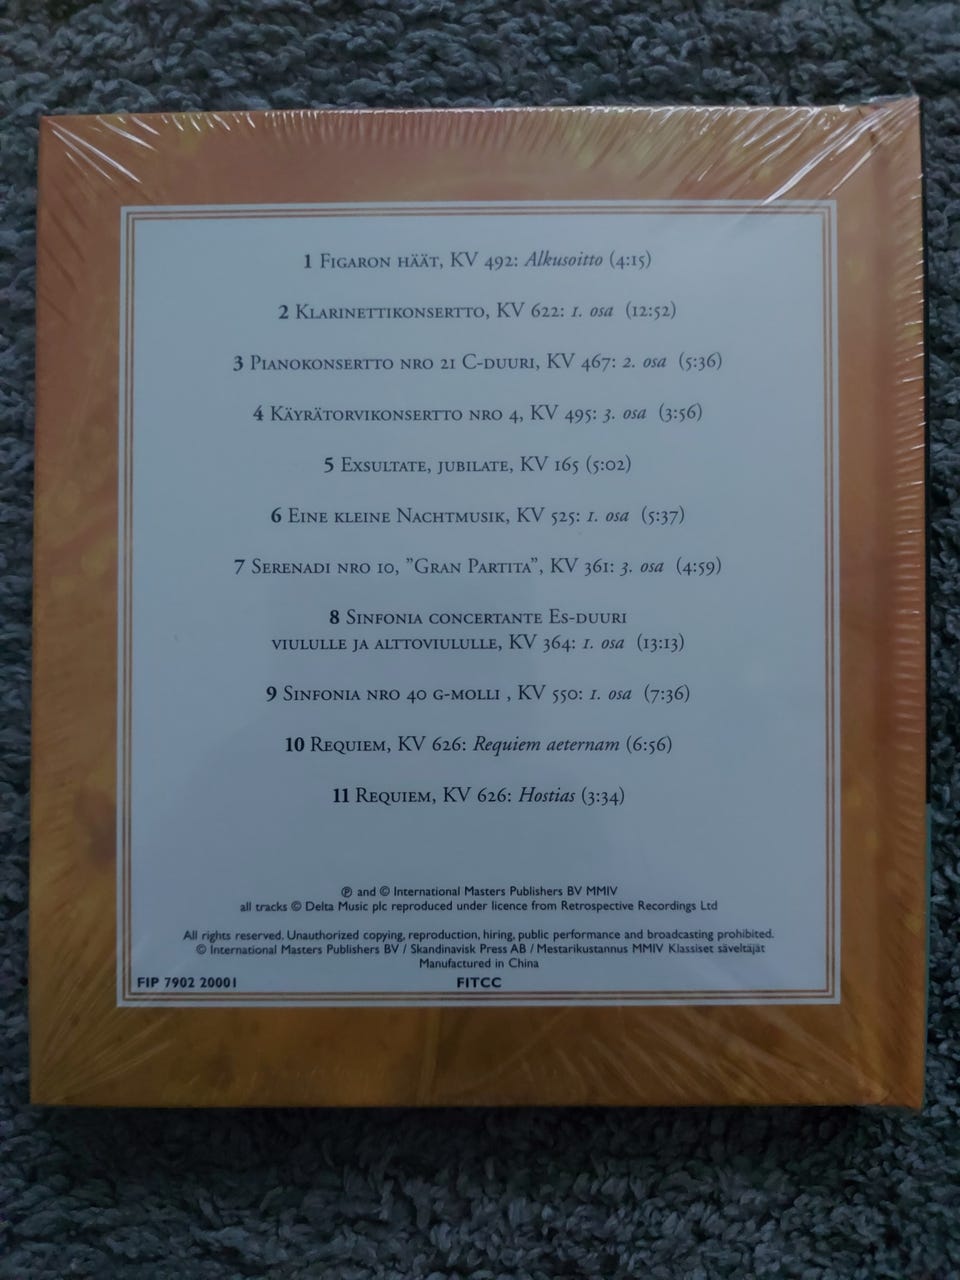 1 Figaron häät, KV 492: Alkusoitto (4:15)
2 Klarinettikonsertto, KV 622: 1. osa (12:52)
3 Pianokonsertto nro 21 C-duuri, KV 467: 2. osa (5:36)
4 Käyrätorvikonsertto nro 4, KV 495: 3. osa (3:56)
5 Exsultate, jubilate, KV 165 (5:02)
6 Eine kleine Nachtmusik, KV 525: 1. osa (5:37)
7 Serenadi nro 10, ”Gran Partita”, KV 361: 3. osa (4:59)
8 Sinfonia concertante Es-duuri
viululle ja alttoviululle, KV 364: 1. osa (13:13)
9 Sinfonia nro 40 g-molli , KV 550: 1. osa (7:36)
10 Requiem, KV 626: Requiem aeternam (6:56)
11 Requiem, KV 626: Hostias (3:34)
℗ and © International Masters Publishers BV MMIV
all tracks © Delta Music plc reproduced under licence from Retrospective Recordings Ltd
All rights reserved. Unauthorized copying, reproduction, hiring, public performance and broadcasting prohibited.
© International Masters Publishers BV / Skandinavisk Press AB / Mestarikustannus MMIV Klassiset säveltäjät
Manufactured in China
FIP 7902 20001 FITCC